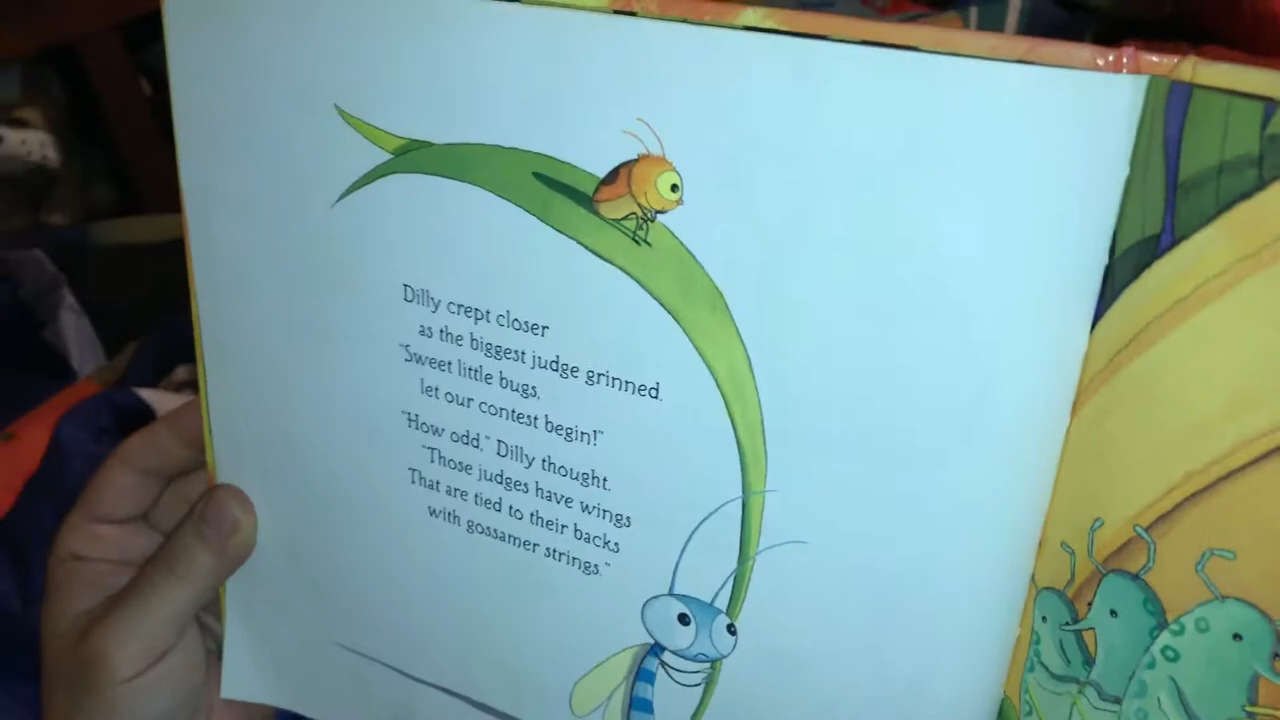 Dilly crept closer
as the biggest judge grinned.
"Sweet little bugs,
let our contest begin!"
"How odd," Dilly thought.
"Those judges have wings
That are tied to their backs
with gossamer strings."